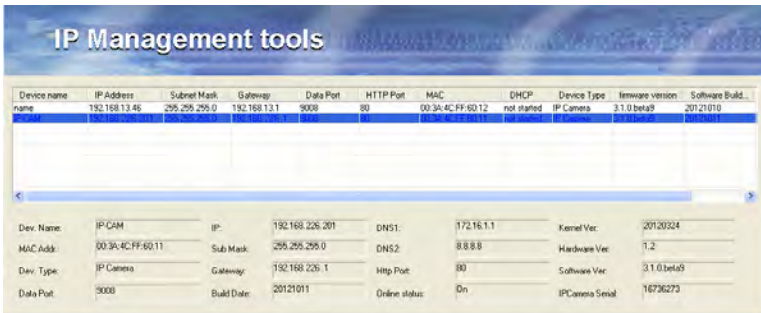 IP Management tools
Device name IP Address Subnet Mask Gateway Data Port HTTP Port MAC DHCP Device Type firmware version Software Build...
name 192.168.13.46 255.255.255.0 192.168.13.1 9008 80 00:3A:4C:FF:60:12 not started IP Camera 3.1.0.beta9 20121010
IP-CAM 192.168.226.201 255.255.255.0 192.168.226.1 9008 80 00:3A:4C:FF:60:11 not started IP Camera 3.1.0.beta9 20121011
Dev. Name: IP-CAM IP: 192.168.226.201 DNS1: 172.16.1.1 Kernel Ver: 20120324
MAC Addr.: 00:3A:4C:FF:60:11 Sub Mask: 255.255.255.0 DNS2: 8.8.8.8 Hardware Ver: 1.2
Dev. Type: IP Camera Gateway: 192.168.226.1 Http Port: 80 Software Ver: 3.1.0.beta9
Data Port: 9008 Build Date: 20121011 Online status: On IPCamera Serial: 16736273